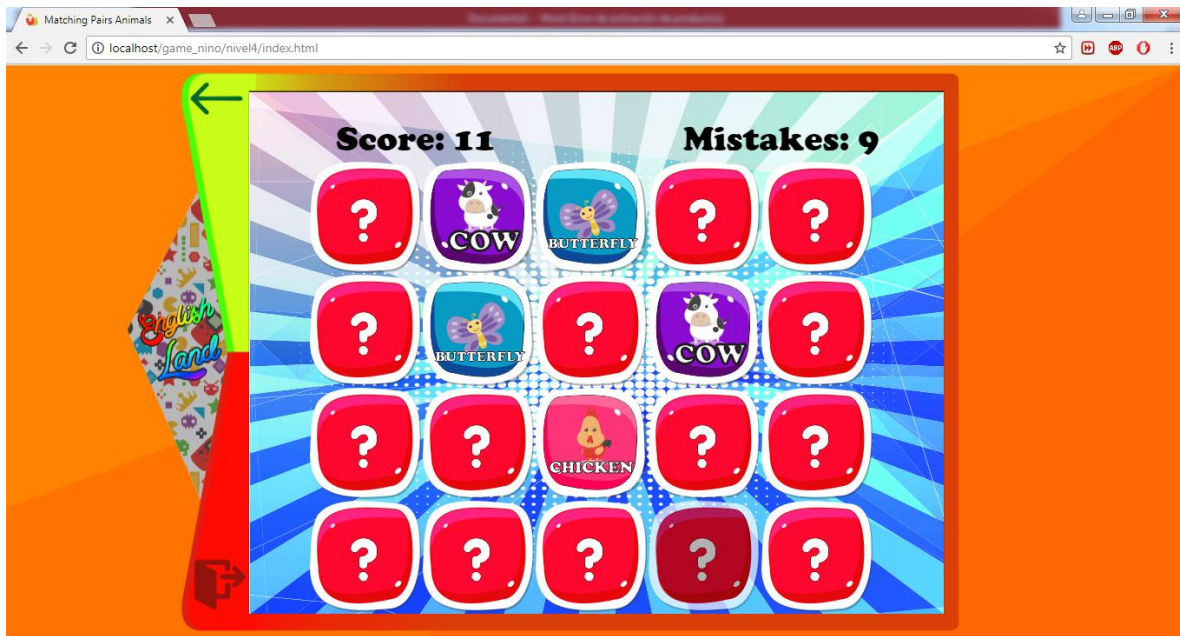 Matching Pairs Animals
localhost/game_nino/nivel4/index.html
ABP
Score: 11 Mistakes: 9
? COW BUTTERFLY ? ?
? BUTTERFLY ? COW ?
English
Land
? ? CHICKEN ? ?
? ? ? ? ?